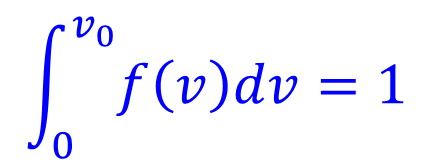 ∫₀^{v₀} f(v)dv = 1